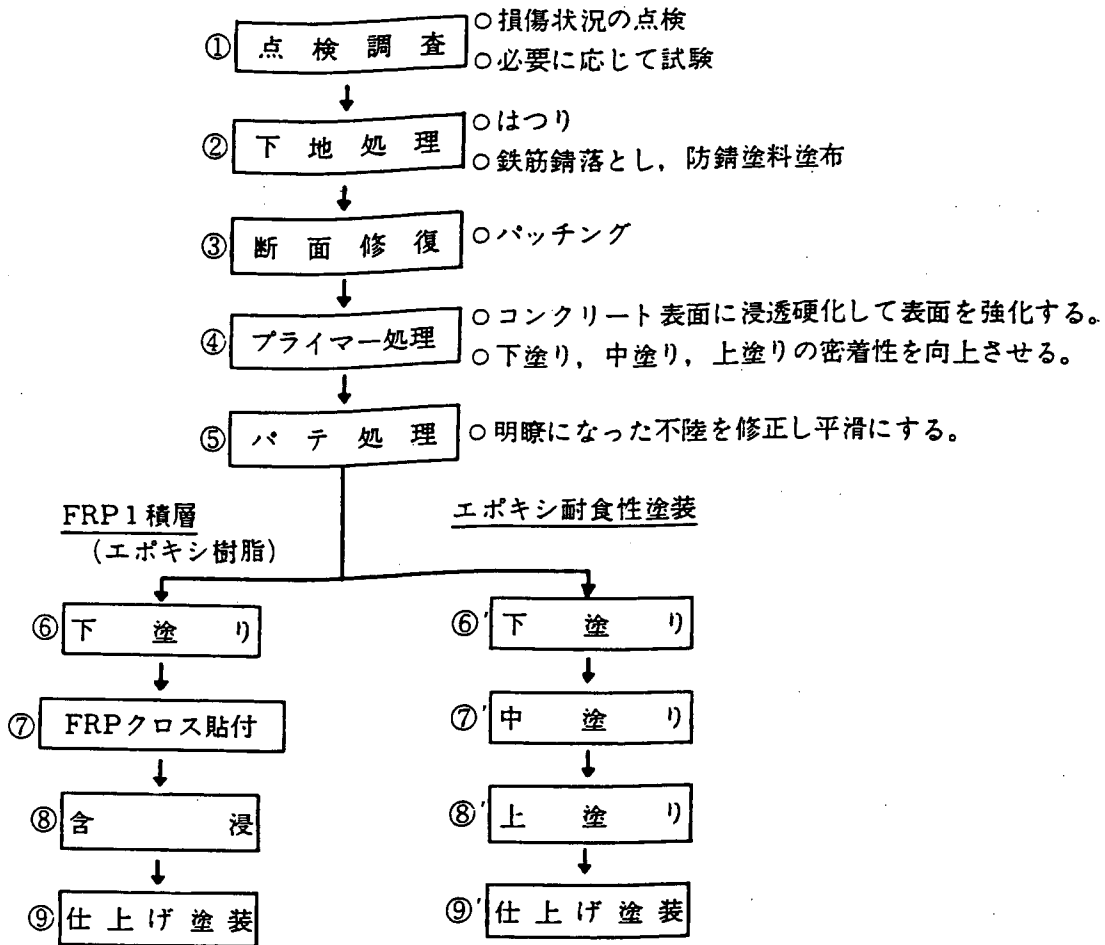 ① 点検調査
○損傷状況の点検
○必要に応じて試験
② 下地処理
○はつり
○鉄筋錆落とし，防錆塗料塗布
③ 断面修復
○パッチング
④ プライマー処理
○コンクリート表面に浸透硬化して表面を強化する。
○下塗り，中塗り，上塗りの密着性を向上させる。
⑤ パテ処理
○明瞭になった不陸を修正し平滑にする。
FRP1積層
(エポキシ樹脂)
⑥ 下塗り
⑦ FRPクロス貼付
⑧ 含浸
⑨ 仕上げ塗装
エポキシ耐食性塗装
⑥' 下塗り
⑦' 中塗り
⑧' 上塗り
⑨' 仕上げ塗装